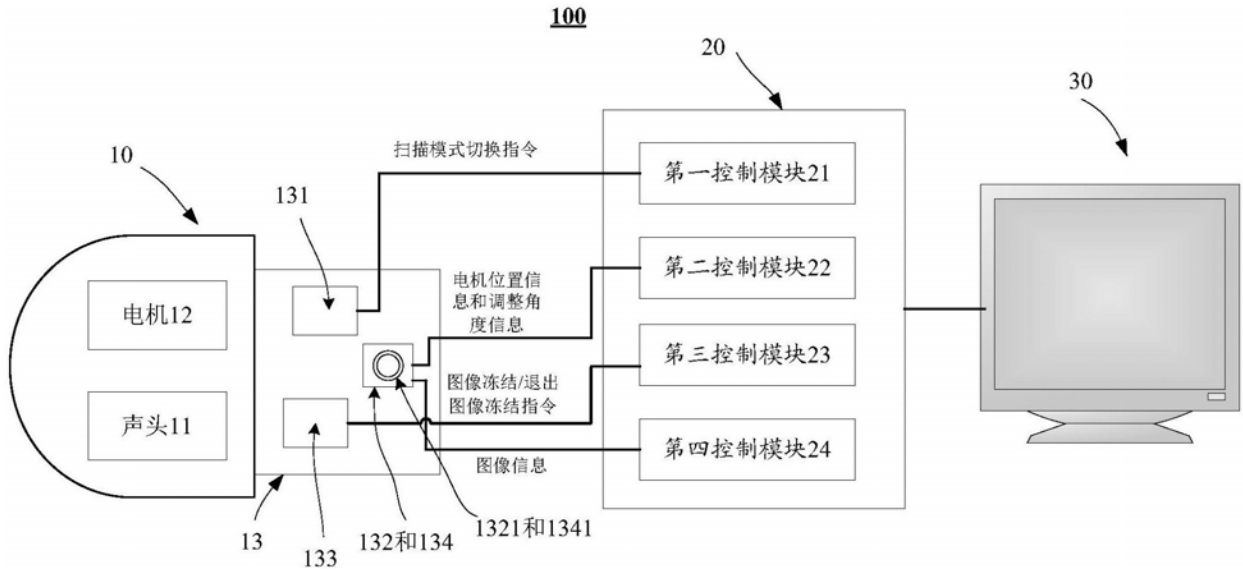 100
20
30
扫描模式切换指令
10
第一控制模块21
131
电机位置信
息和调整角
度信息
第二控制模块22
电机12
第三控制模块23
图像冻结/退出
图像冻结指令
声头11
第四控制模块24
图像信息
13
133
132和134
1321和1341